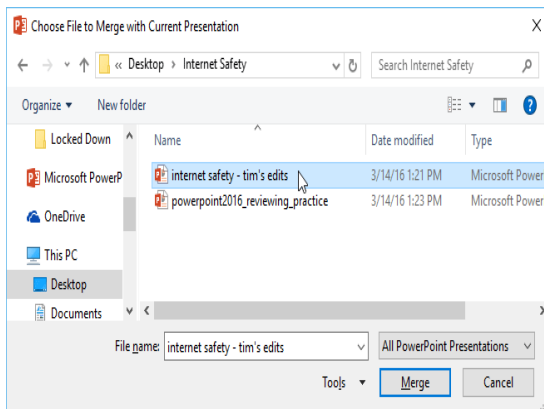 Choose File to Merge with Current Presentation
« Desktop > Internet Safety
Search Internet Safety
Organize
New folder
Locked Down
Name
Date modified
Type
Microsoft PowerP
internet safety - tim's edits
3/14/16 1:21 PM
Microsoft Power
powerpoint2016_reviewing_practice
3/14/16 1:23 PM
Microsoft Power
OneDrive
This PC
Desktop
Documents
File name:
internet safety - tim's edits
All PowerPoint Presentations
Tools
Merge
Cancel